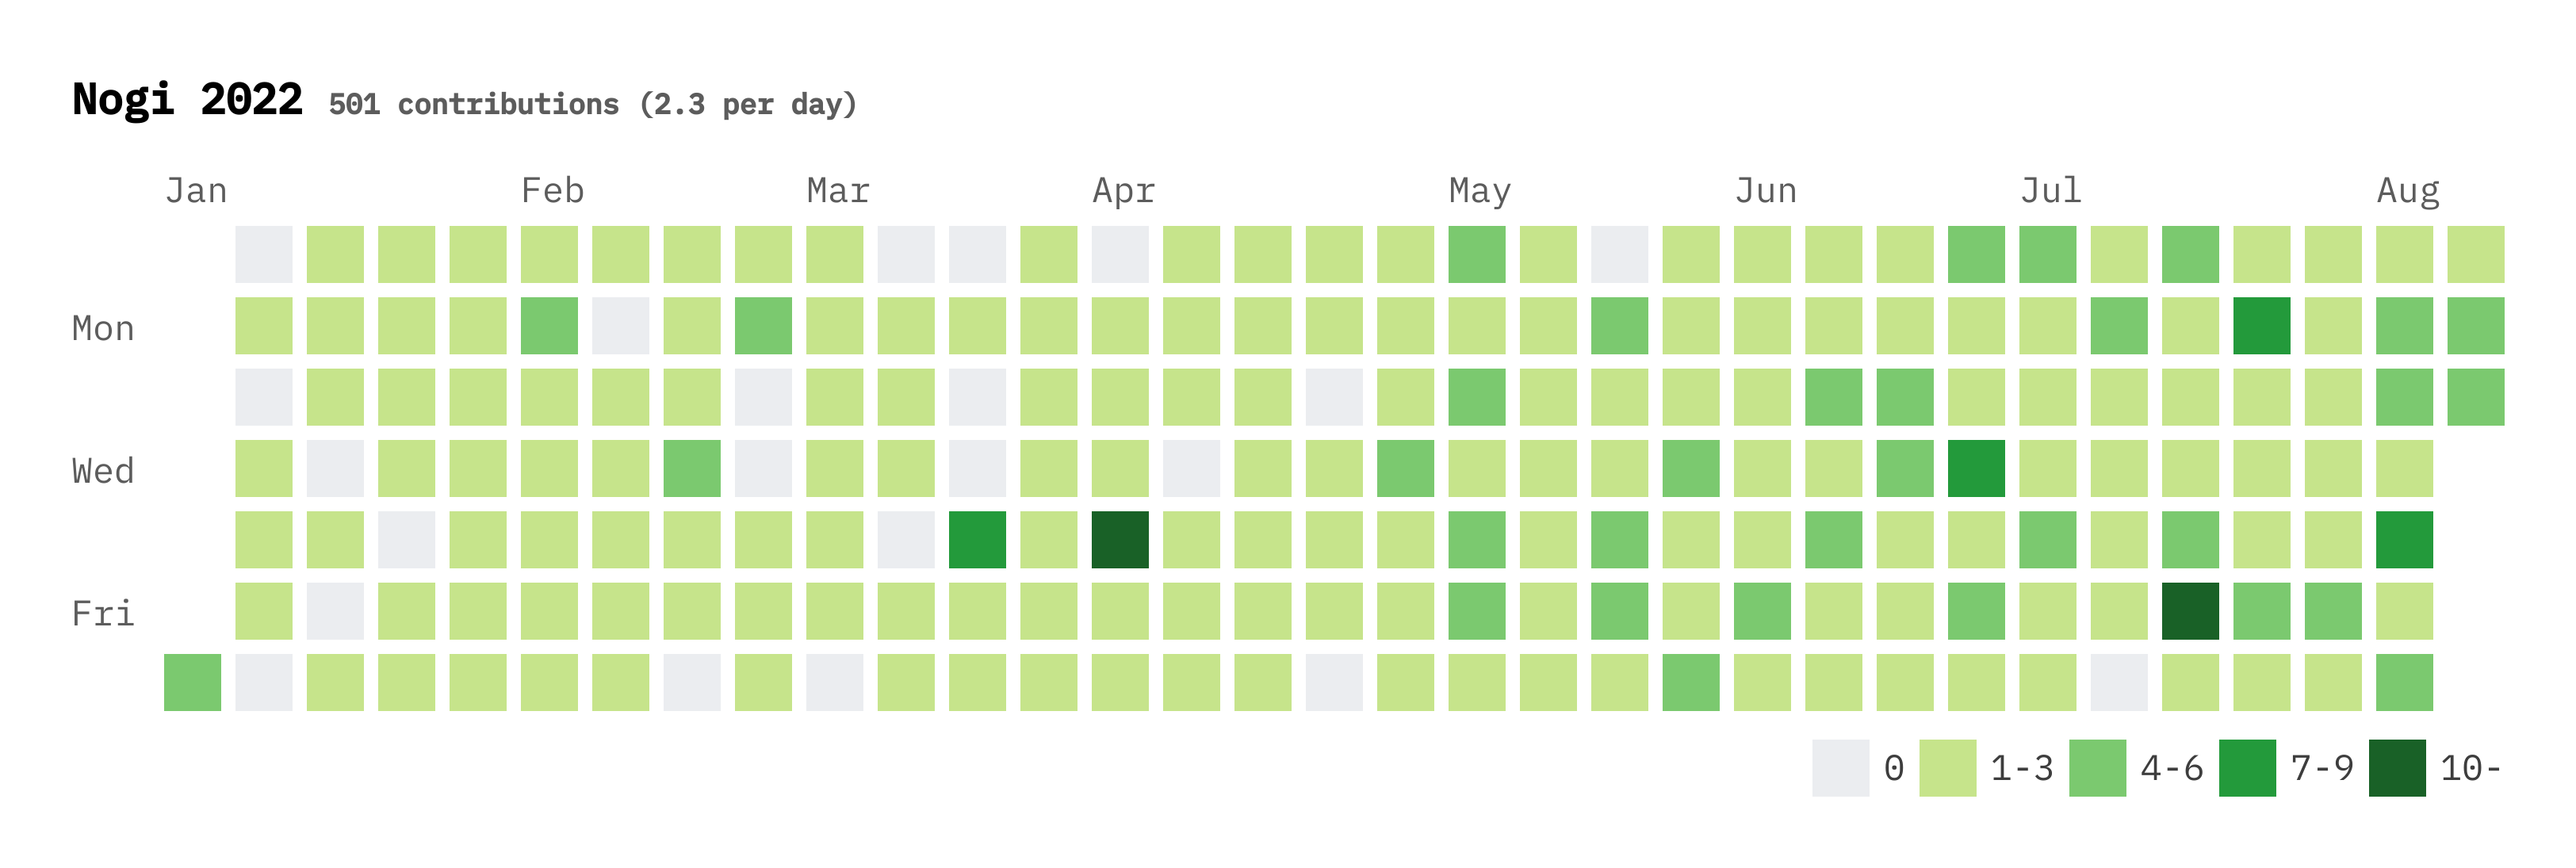 Nogi 2022 501 contributions (2.3 per day)
Jan Feb Mar Apr May Jun Jul Aug
Mon
Wed
Fri
0 1-3 4-6 7-9 10-